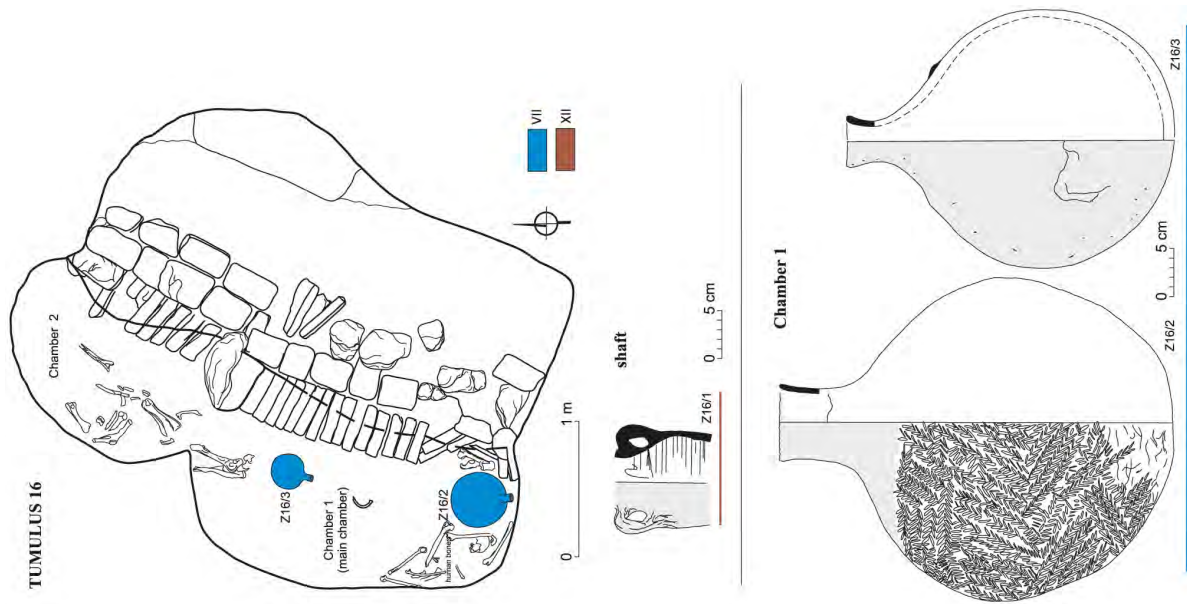 TUMULUS 16
Chamber 2
VII
XII
Z16/3
Chamber 1
(main chamber)
Z16/2
human bones
0 1 m
shaft
Z16/1
0 5 cm
Chamber 1
Z16/2
0 5 cm
Z16/3